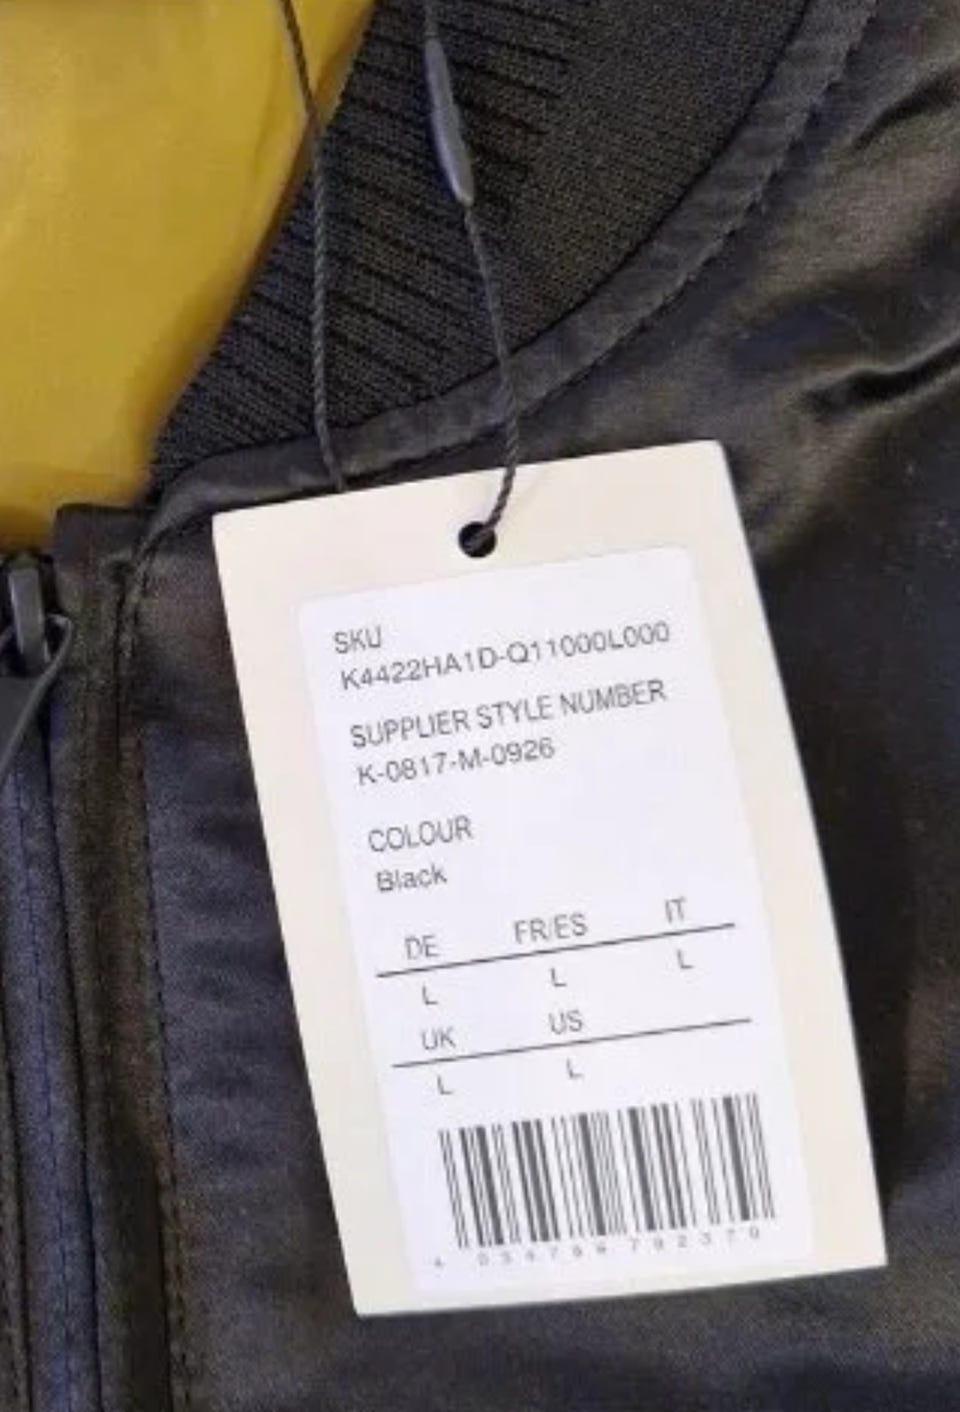 SKU
K4422HA1D-Q11000L000
SUPPLIER STYLE NUMBER
K-0817-M-0926
COLOUR
Black
DE FR/ES IT
L L L
UK US
L L